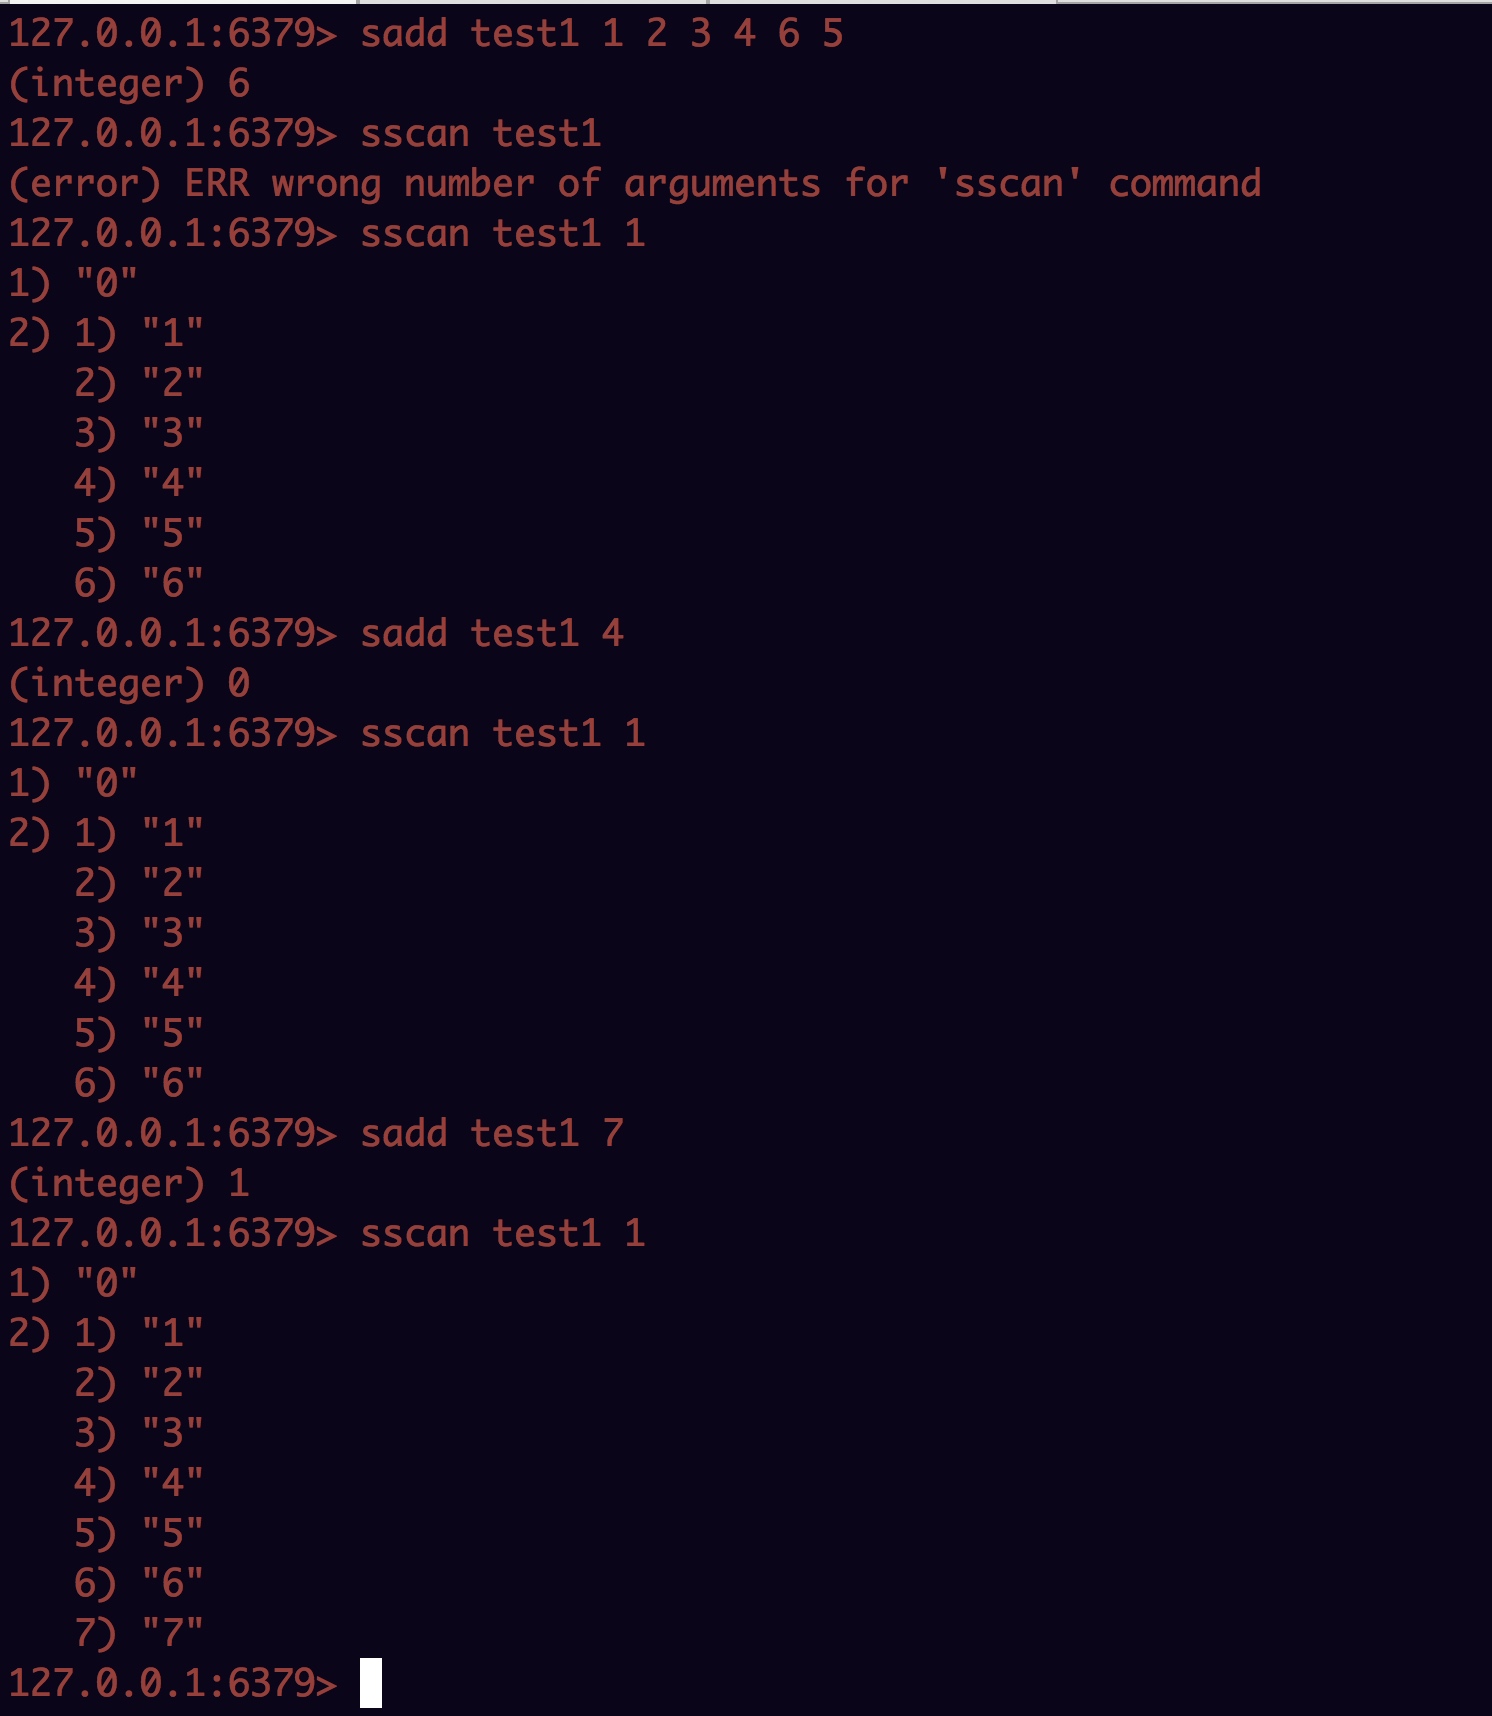 127.0.0.1:6379> sadd test1 1 2 3 4 6 5
(integer) 6
127.0.0.1:6379> sscan test1
(error) ERR wrong number of arguments for 'sscan' command
127.0.0.1:6379> sscan test1 1
1) "0"
2) 1) "1"
   2) "2"
   3) "3"
   4) "4"
   5) "5"
   6) "6"
127.0.0.1:6379> sadd test1 4
(integer) 0
127.0.0.1:6379> sscan test1 1
1) "0"
2) 1) "1"
   2) "2"
   3) "3"
   4) "4"
   5) "5"
   6) "6"
127.0.0.1:6379> sadd test1 7
(integer) 1
127.0.0.1:6379> sscan test1 1
1) "0"
2) 1) "1"
   2) "2"
   3) "3"
   4) "4"
   5) "5"
   6) "6"
   7) "7"
127.0.0.1:6379>